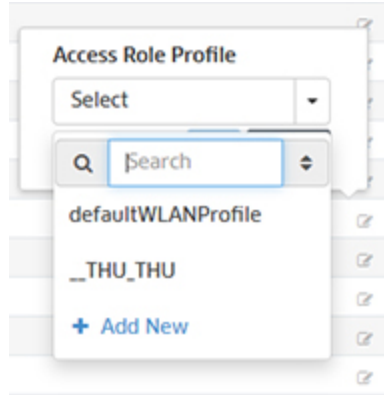 Access Role Profile
Select
Search
defaultWLANProfile
__THU_THU
+ Add New